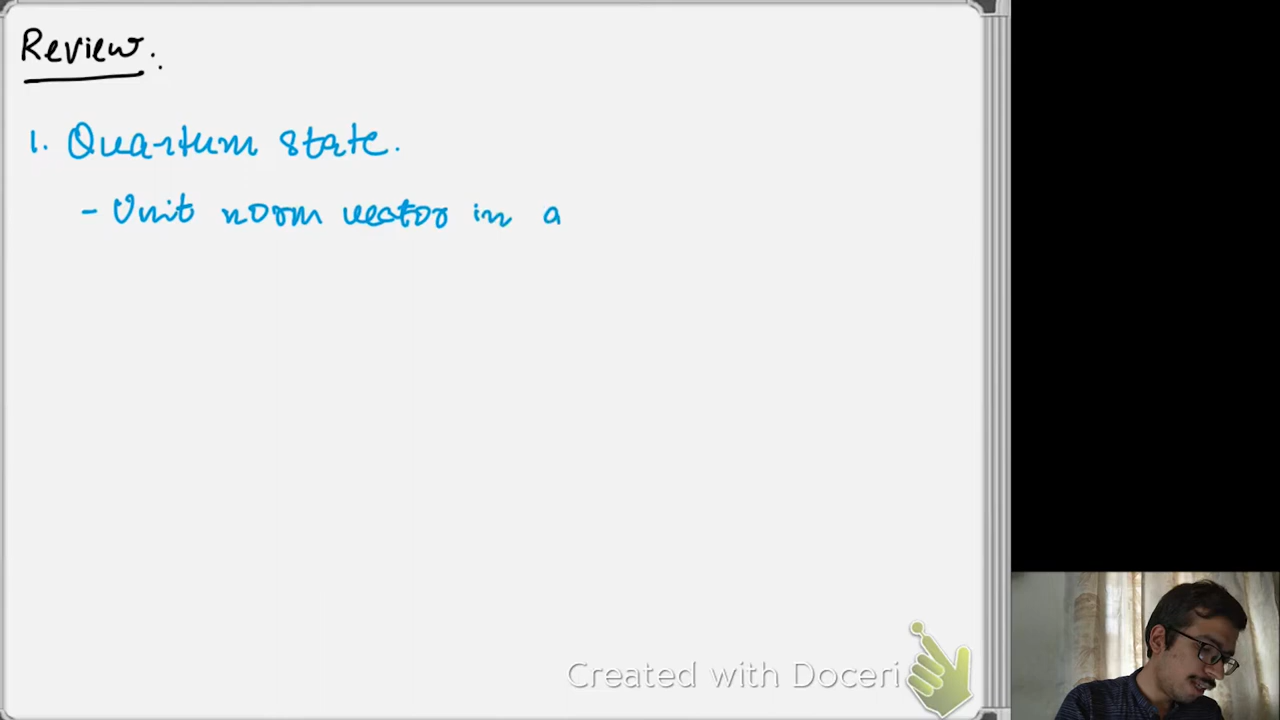 Review.
1. Quantum state.
- Unit norm vector in a
Created with Doceri